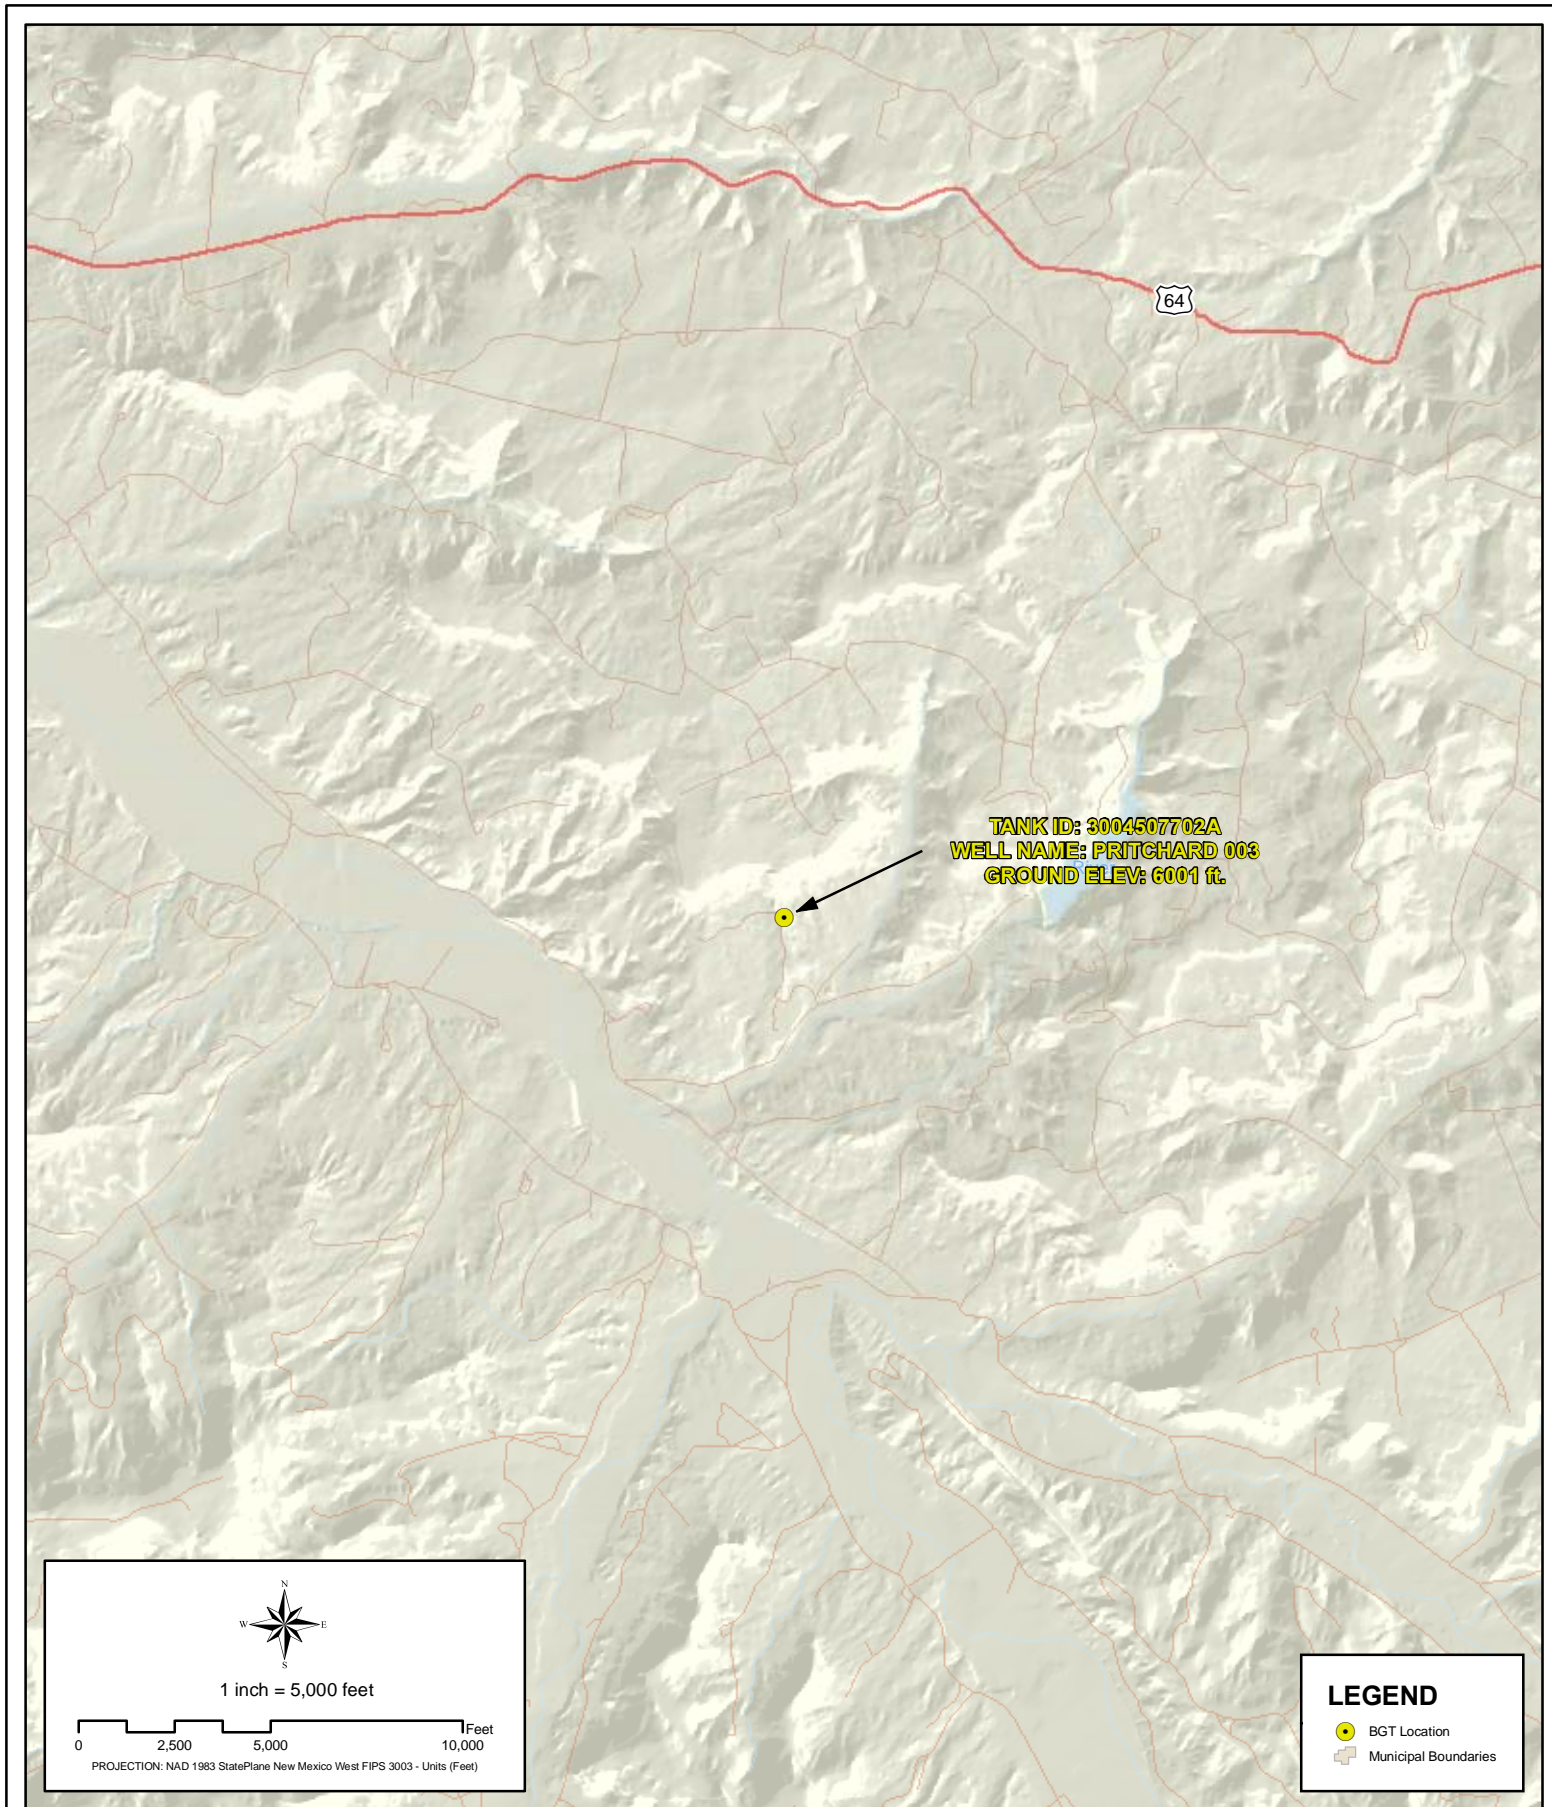 64
TANK ID: 3004507702A
WELL NAME: PRITCHARD 003
GROUND ELEV: 6001 ft.
N
W E
S
1 inch = 5,000 feet
Feet
0 2,500 5,000 10,000
PROJECTION: NAD 1983 StatePlane New Mexico West FIPS 3003 - Units (Feet)
LEGEND
BGT Location
Municipal Boundaries